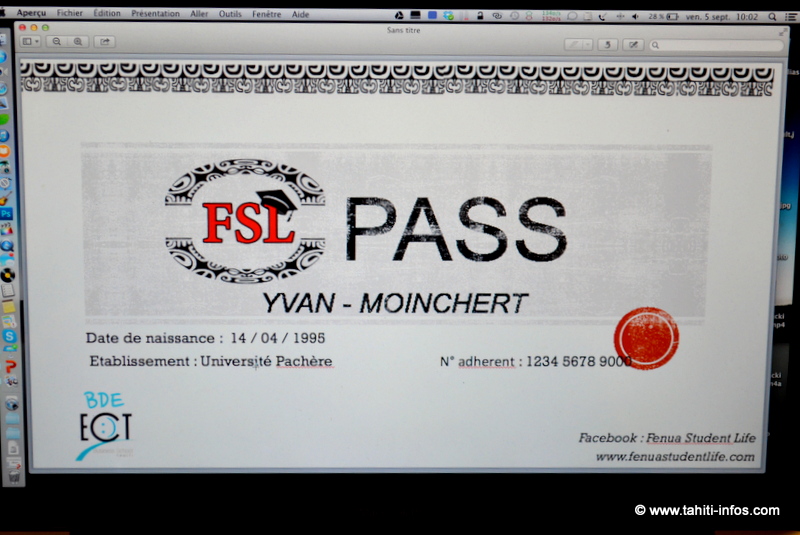 Aperçu Fichier Édition Présentation Aller Outils Fenêtre Aide 28 % ven. 5 sept. 10:02
Sans titre
FSL PASS
YVAN - MOINCHERT
Date de naissance : 14 / 04 / 1995
Etablissement : Université Pachère
N° adherent : 1234 5678 9000
BDE
ECT
Facebook : Fenua Student Life
www.fenuastudentlife.com
© www.tahiti-infos.com